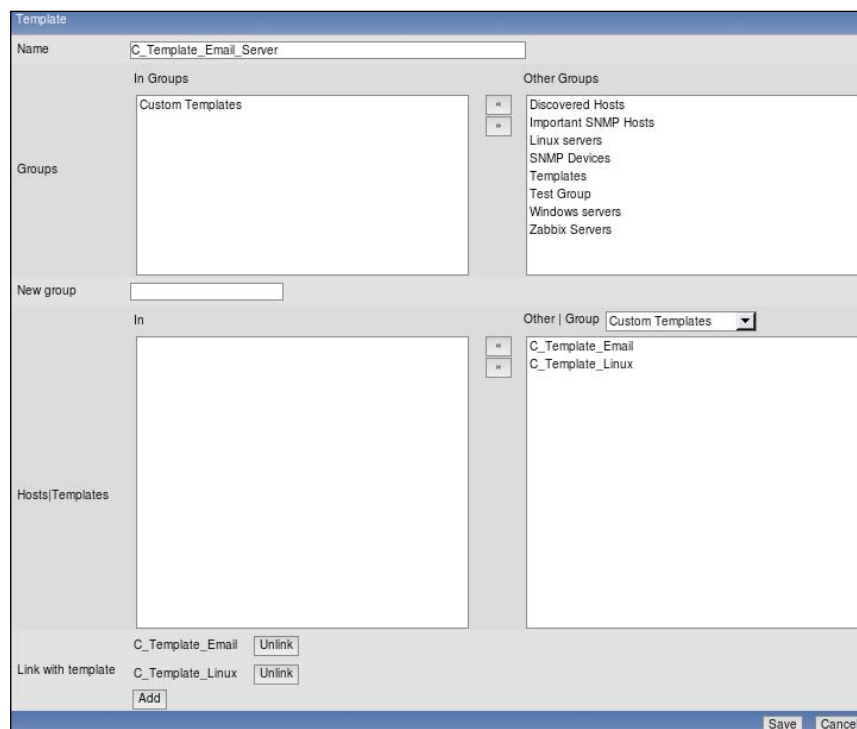 Template
Name C_Template_Email_Server
In Groups Other Groups
Groups
Custom Templates
«
»
Discovered Hosts
Important SNMP Hosts
Linux servers
SNMP Devices
Templates
Test Group
Windows servers
Zabbix Servers
New group
In Other | Group Custom Templates
Hosts|Templates
«
»
C_Template_Email
C_Template_Linux
Link with template
C_Template_Email Unlink
C_Template_Linux Unlink
Add
Save Cancel